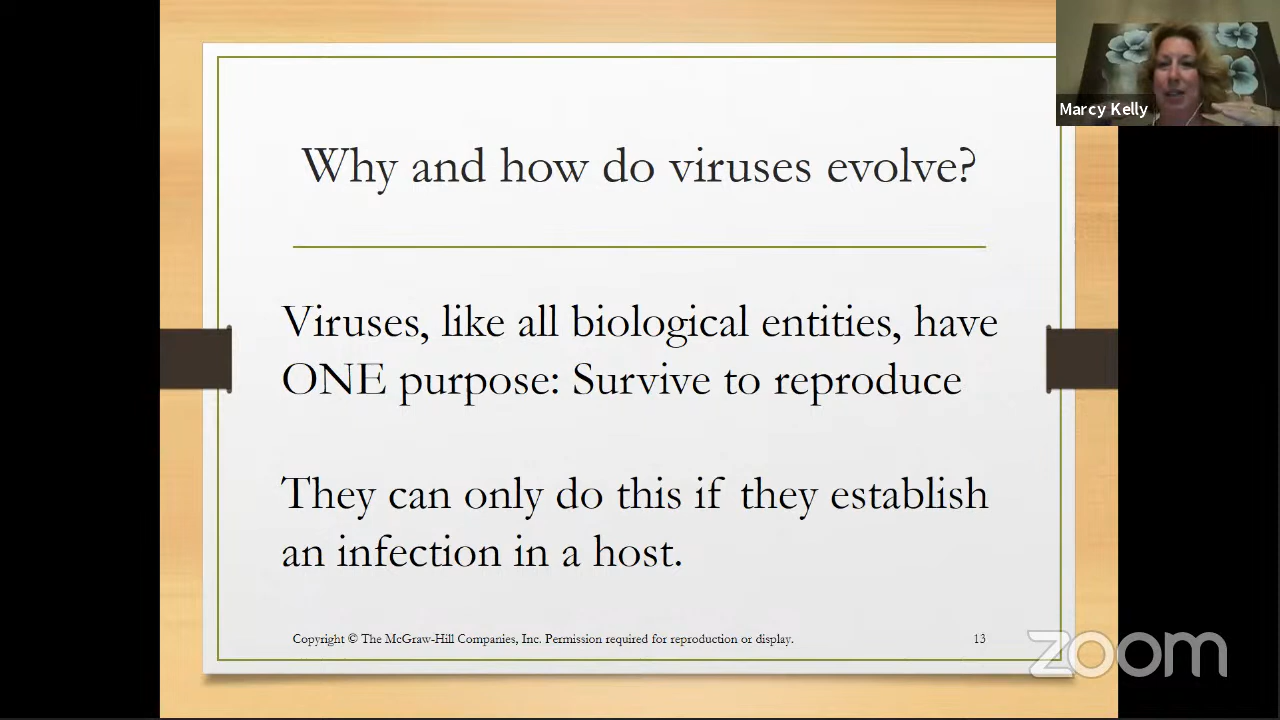 Marcy Kelly
Why and how do viruses evolve?
Viruses, like all biological entities, have
ONE purpose: Survive to reproduce
They can only do this if they establish
an infection in a host.
Copyright © The McGraw-Hill Companies, Inc. Permission required for reproduction or display.
13
zoom